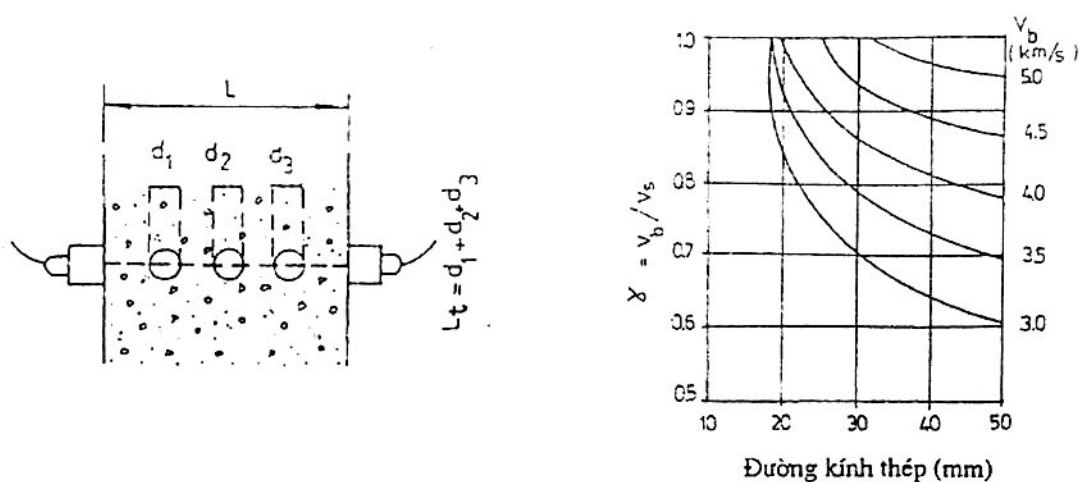 L
d1 d2 d3
Lt = d1 + d2 + d3
γ = Vb / Vs
1.0
0.9
0.8
0.7
0.6
0.5
10 20 30 40 50
Vb
(km/s)
5.0
4.5
4.0
3.5
3.0
Đường kính thép (mm)